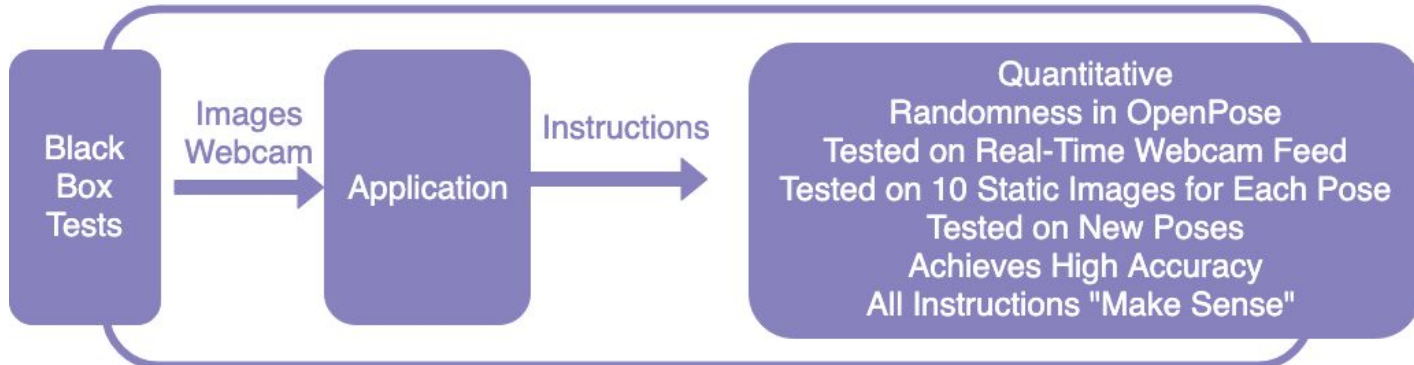 Black
Box
Tests
Images
Webcam
Application
Instructions
Quantitative
Randomness in OpenPose
Tested on Real-Time Webcam Feed
Tested on 10 Static Images for Each Pose
Tested on New Poses
Achieves High Accuracy
All Instructions "Make Sense"